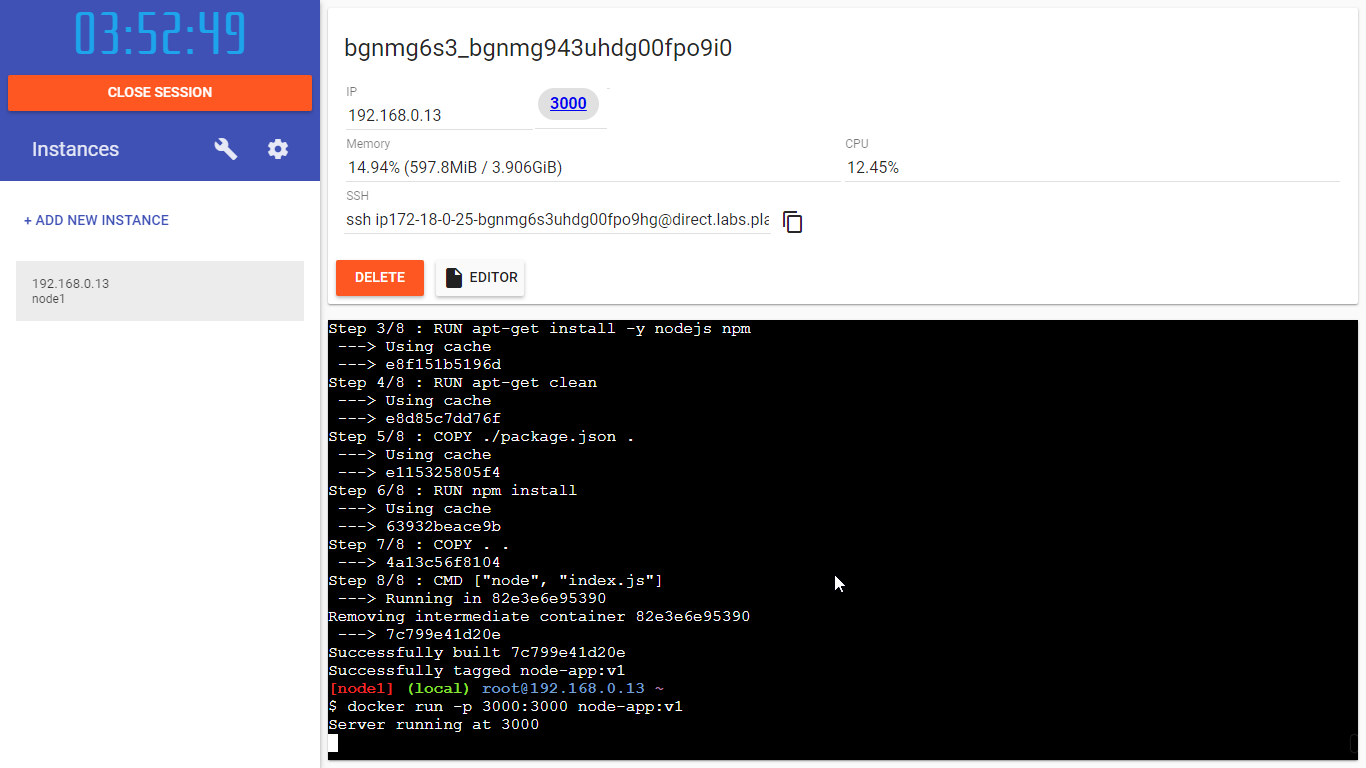 03:52:49
CLOSE SESSION
Instances
+ ADD NEW INSTANCE
192.168.0.13
node1
bgnmg6s3_bgnmg943uhdg00fpo9i0
IP
192.168.0.13
3000
Memory
14.94% (597.8MiB / 3.906GiB)
CPU
12.45%
SSH
ssh ip172-18-0-25-bgnmg6s3uhdg00fpo9hg@direct.labs.pla
DELETE
EDITOR
Step 3/8 : RUN apt-get install -y nodejs npm
---> Using cache
---> e8f151b5196d
Step 4/8 : RUN apt-get clean
---> Using cache
---> e8d85c7dd76f
Step 5/8 : COPY ./package.json .
---> Using cache
---> e115325805f4
Step 6/8 : RUN npm install
---> Using cache
---> 63932beace9b
Step 7/8 : COPY . .
---> 4a13c56f8104
Step 8/8 : CMD ["node", "index.js"]
---> Running in 82e3e6e95390
Removing intermediate container 82e3e6e95390
---> 7c799e41d20e
Successfully built 7c799e41d20e
Successfully tagged node-app:v1
[node1] (local) root@192.168.0.13 ~
$ docker run -p 3000:3000 node-app:v1
Server running at 3000